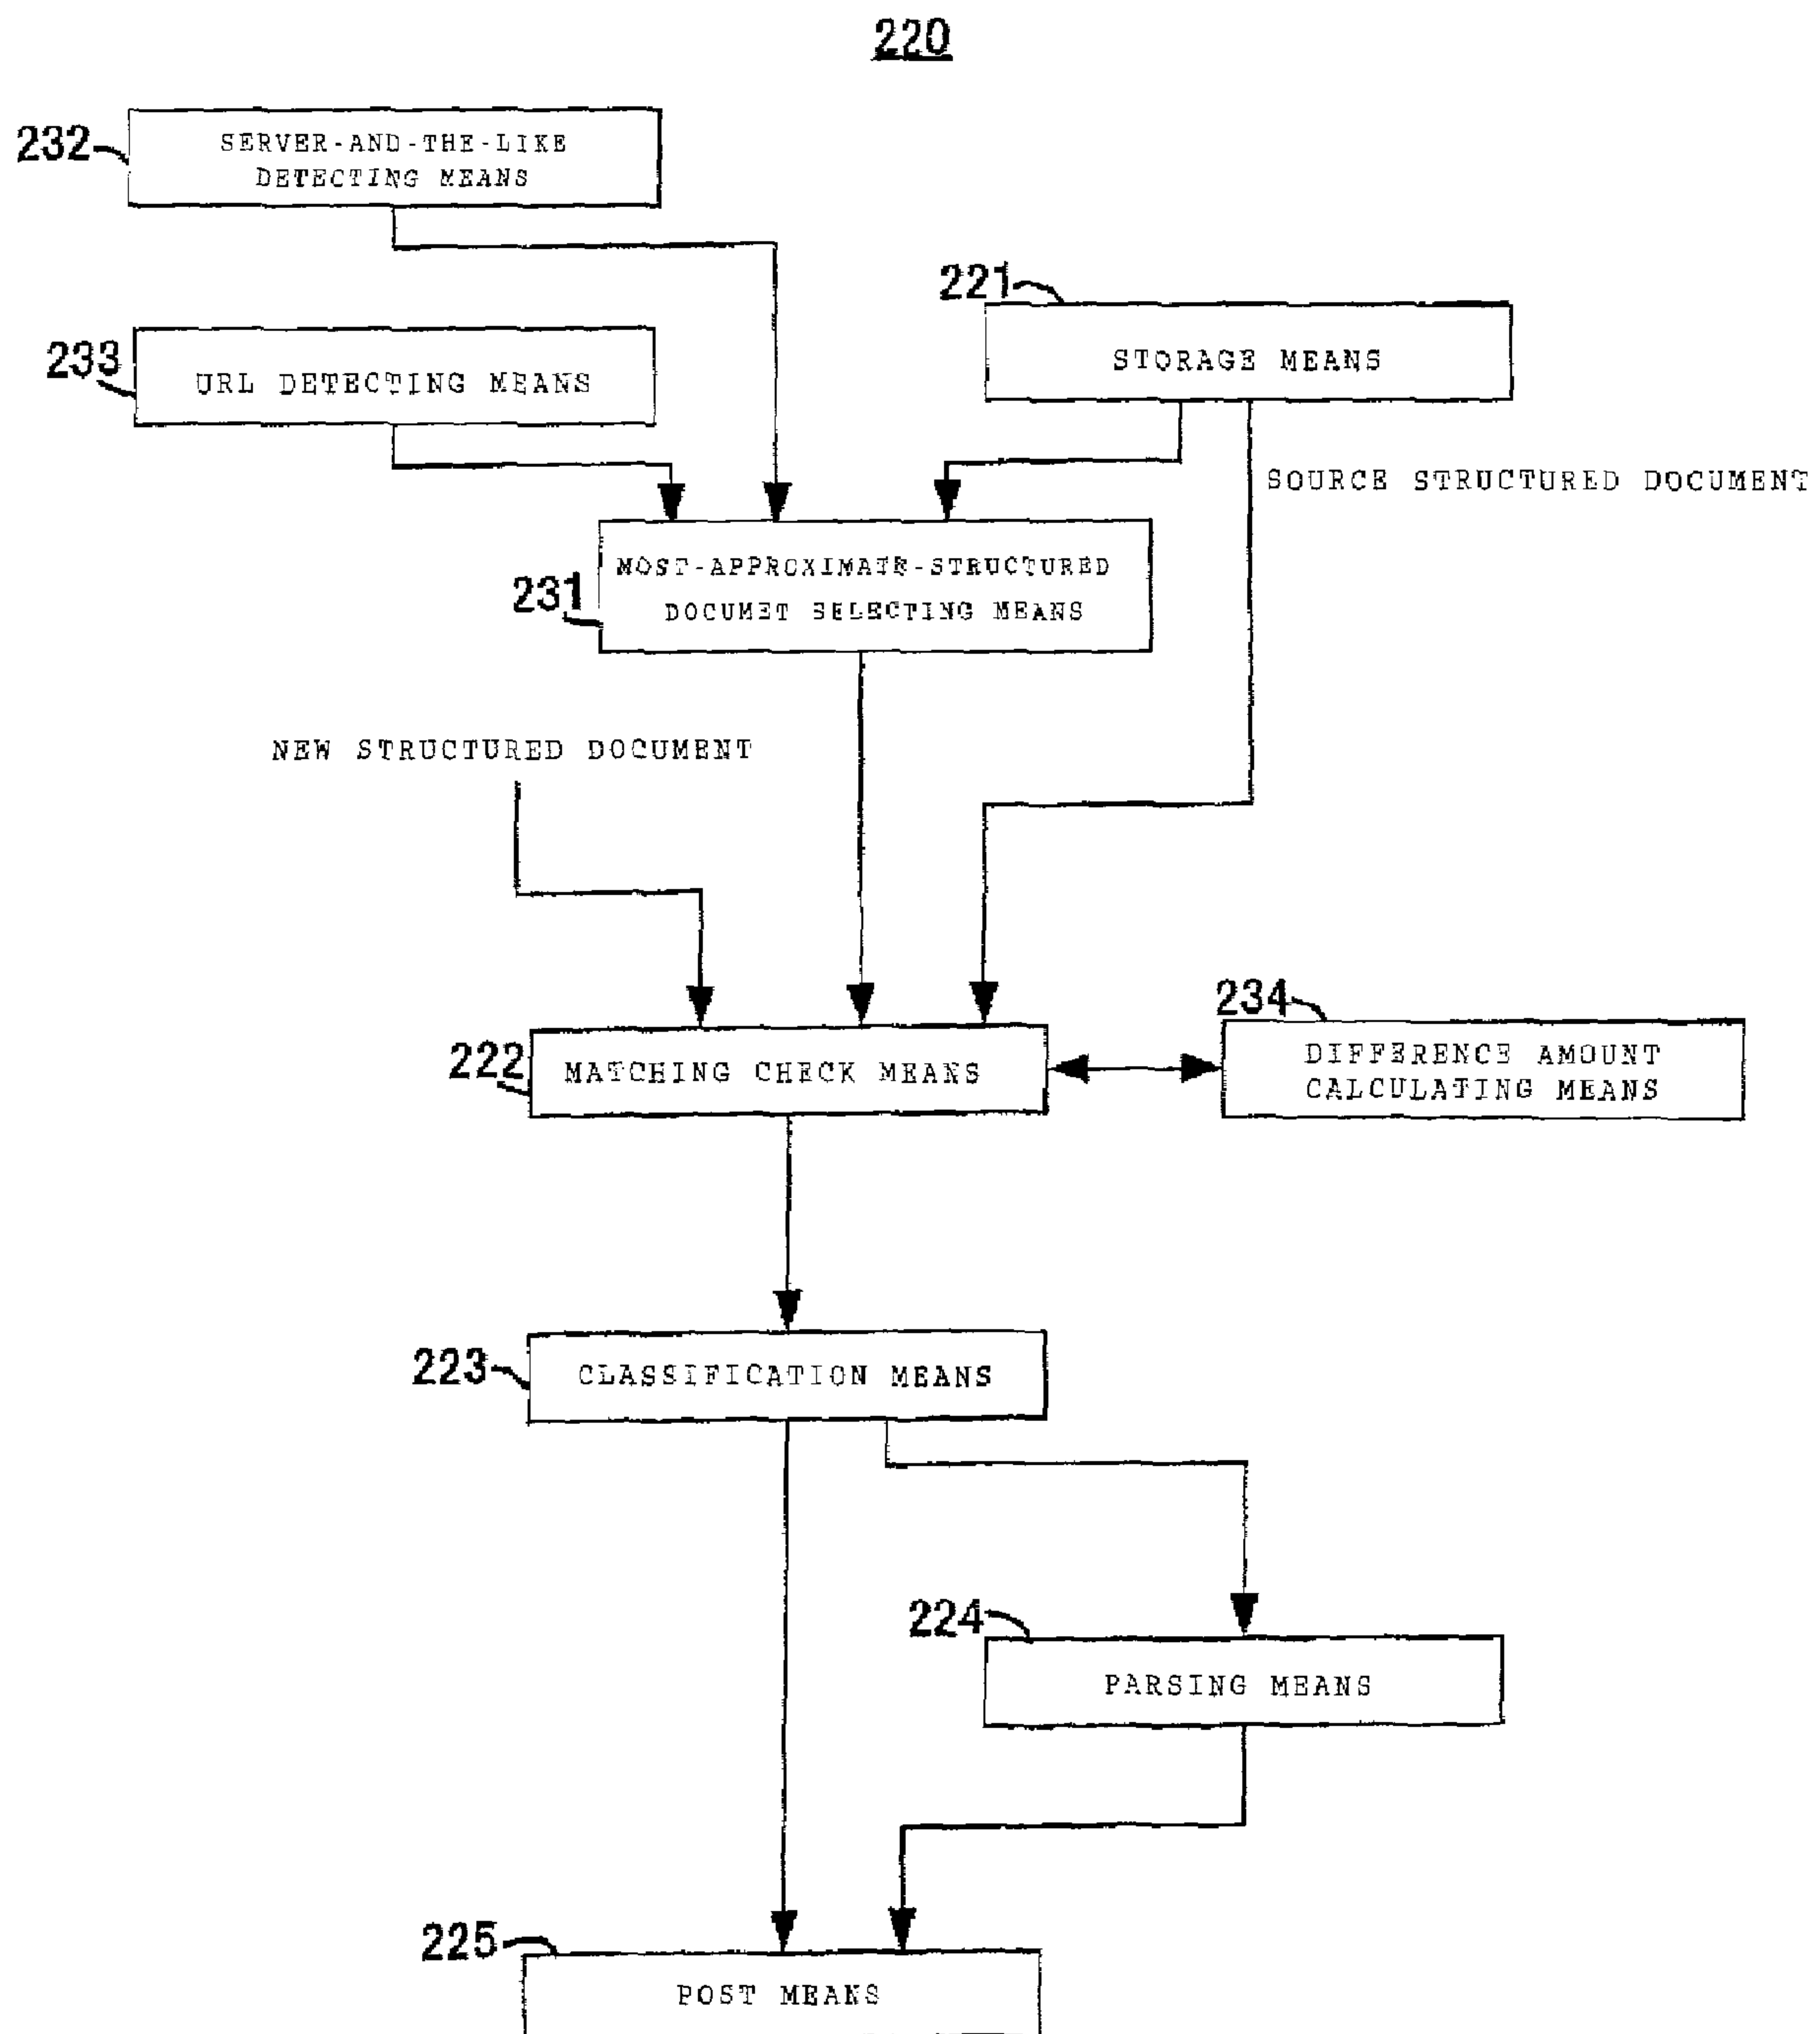 220
232
SERVER-AND-THE-LIKE
DETECTING MEANS
221
STORAGE MEANS
233
URL DETECTING MEANS
SOURCE STRUCTURED DOCUMENT
231
MOST-APPROXIMATE-STRUCTURED
DOCUMET SELECTING MEANS
NEW STRUCTURED DOCUMENT
234
DIFFERENCE AMOUNT
CALCULATING MEANS
222
MATCHING CHECK MEANS
223
CLASSIFICATION MEANS
224
PARSING MEANS
225
POST MEANS